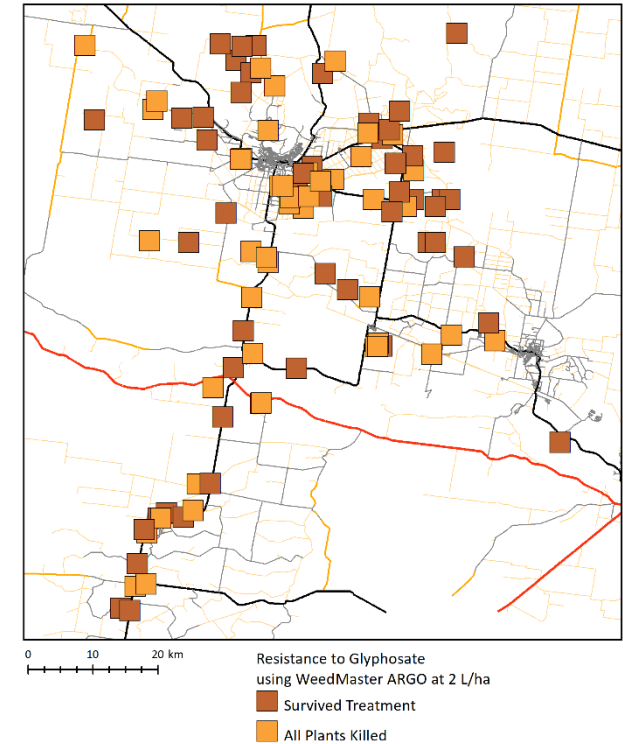 0 10 20 km
Resistance to Glyphosate
using WeedMaster ARGO at 2 L/ha
Survived Treatment
All Plants Killed